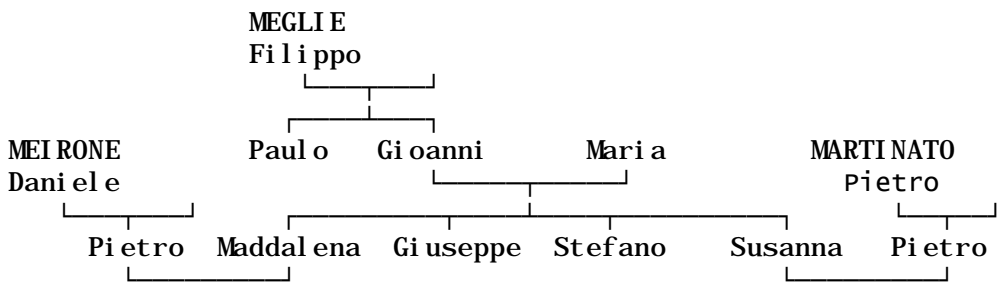 MEGLIE
Filippo
Paulo Gioanni Maria
MEIRONE MARTINATO
Daniele Pietro
Pietro Maddalena Giuseppe Stefano Susanna Pietro